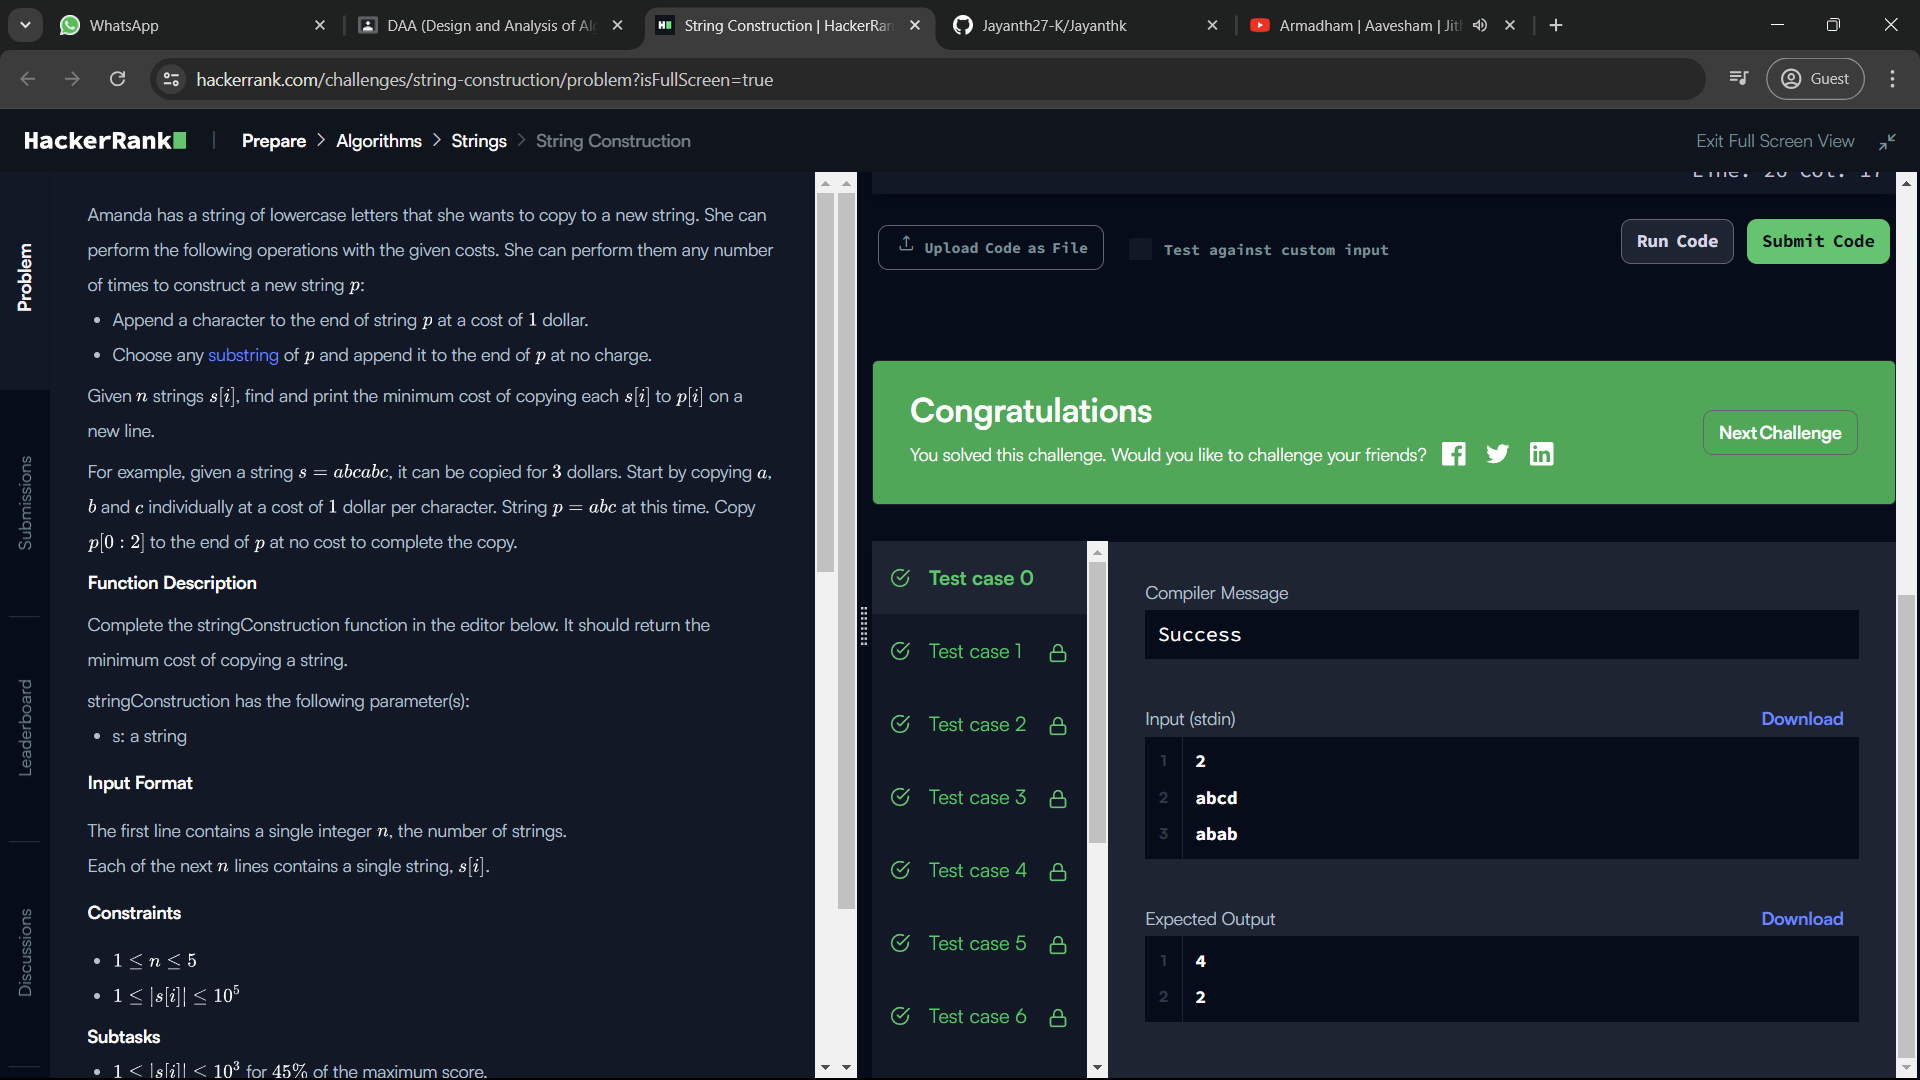 WhatsApp
DAA (Design and Analysis of Al
String Construction | HackerRan
Jayanth27-K/Jayanthk
Armadham | Aavesham | Jit
hackerrank.com/challenges/string-construction/problem?isFullScreen=true
Guest
HackerRank
Prepare > Algorithms > Strings > String Construction
Exit Full Screen View
Problem
Submissions
Leaderboard
Discussions
Amanda has a string of lowercase letters that she wants to copy to a new string. She can
perform the following operations with the given costs. She can perform them any number
of times to construct a new string p:
• Append a character to the end of string p at a cost of 1 dollar.
• Choose any substring of p and append it to the end of p at no charge.
Given n strings s[i], find and print the minimum cost of copying each s[i] to p[i] on a
new line.
For example, given a string s = abcabc, it can be copied for 3 dollars. Start by copying a,
b and c individually at a cost of 1 dollar per character. String p = abc at this time. Copy
p[0 : 2] to the end of p at no cost to complete the copy.
Function Description
Complete the stringConstruction function in the editor below. It should return the
minimum cost of copying a string.
stringConstruction has the following parameter(s):
• s: a string
Input Format
The first line contains a single integer n, the number of strings.
Each of the next n lines contains a single string, s[i].
Constraints
• 1 ≤ n ≤ 5
• 1 ≤ |s[i]| ≤ 10⁵
Subtasks
• 1 ≤ |s[i]| ≤ 10³ for 45% of the maximum score.
Line: 20 Col: 17
Upload Code as File
Test against custom input
Run Code
Submit Code
Congratulations
You solved this challenge. Would you like to challenge your friends?
Next Challenge
Test case 0
Test case 1
Test case 2
Test case 3
Test case 4
Test case 5
Test case 6
Compiler Message
Success
Input (stdin)
Download
1 2
2 abcd
3 abab
Expected Output
Download
1 4
2 2